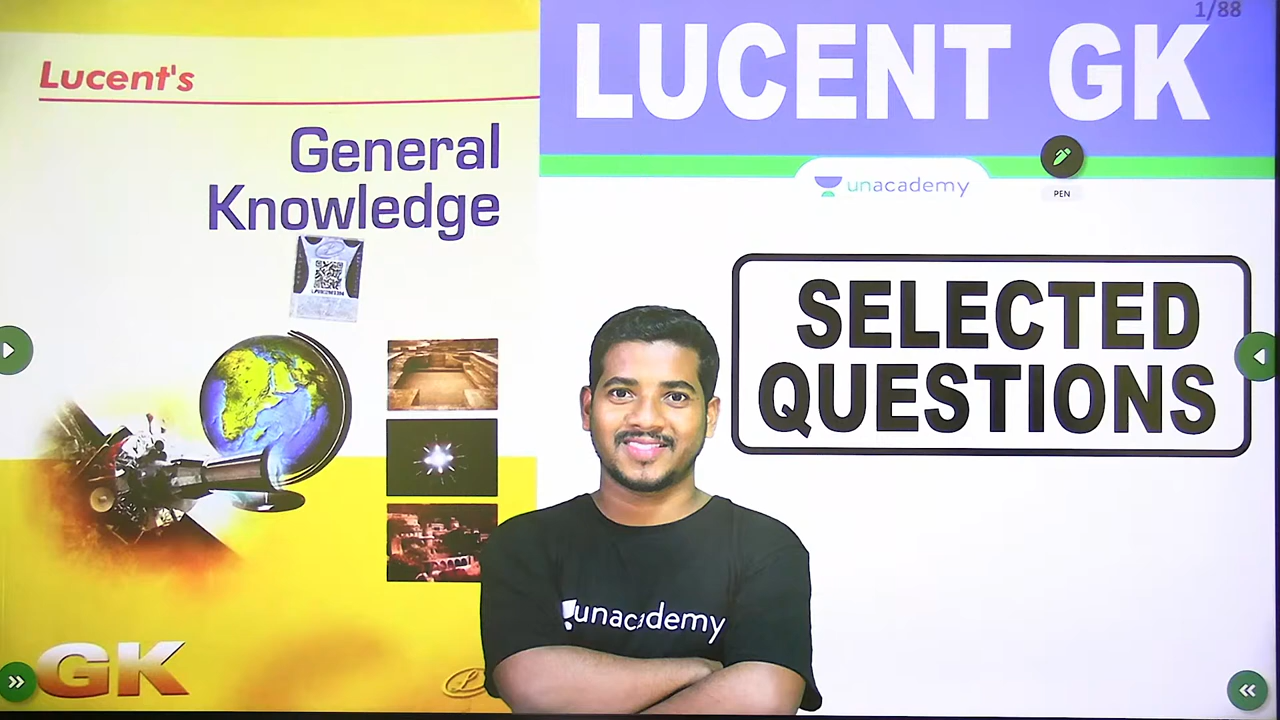 Lucent's
General
Knowledge
GK
1/88
LUCENT GK
unacademy
PEN
SELECTED
QUESTIONS
unacademy